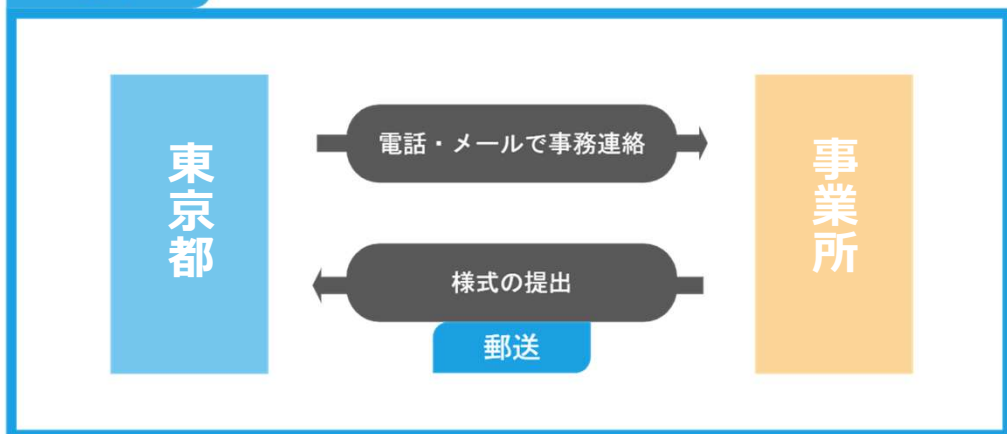 東京都
電話・メールで事務連絡
事業所
様式の提出
郵送